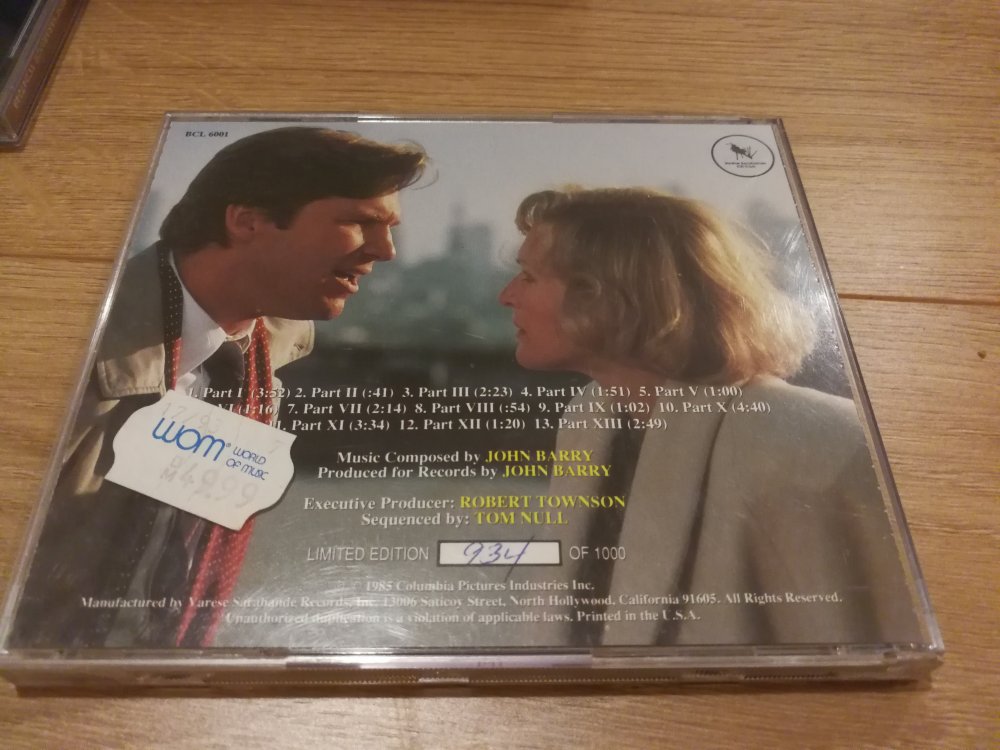 BCL 6001
1. Part I (3:52) 2. Part II (:41) 3. Part III (2:23) 4. Part IV (1:51) 5. Part V (1:00)
VI (1:16) 7. Part VII (2:14) 8. Part VIII (:54) 9. Part IX (1:02) 10. Part X (4:40)
11. Part XI (3:34) 12. Part XII (1:20) 13. Part XIII (2:49)
WOM® WORLD
OF MUSIC
Music Composed by JOHN BARRY
Produced for Records by JOHN BARRY
Executive Producer: ROBERT TOWNSON
Sequenced by: TOM NULL
LIMITED EDITION 934 OF 1000
© 1985 Columbia Pictures Industries Inc.
Manufactured by Varese Sarabande Records, Inc. 13006 Saticoy Street, North Hollywood, California 91605. All Rights Reserved.
Unauthorized duplication is a violation of applicable laws. Printed in the U.S.A.